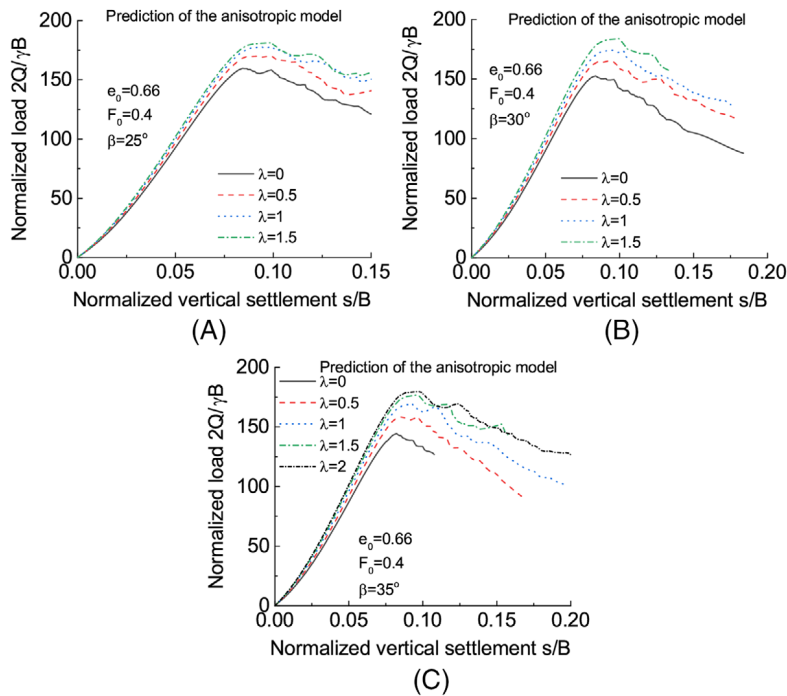 Prediction of the anisotropic model
Normalized load 2Q/γB
200
150
100
50
0
e₀=0.66
F₀=0.4
β=25°
λ=0
λ=0.5
λ=1
λ=1.5
0.00 0.05 0.10 0.15
Normalized vertical settlement s/B
(A)
Prediction of the anisotropic model
Normalized load 2Q/γB
200
150
100
50
0
e₀=0.66
F₀=0.4
β=30°
λ=0
λ=0.5
λ=1
λ=1.5
0.00 0.05 0.10 0.15 0.20
Normalized vertical settlement s/B
(B)
Prediction of the anisotropic model
Normalized load 2Q/γB
200
150
100
50
0
λ=0
λ=0.5
λ=1
λ=1.5
λ=2
e₀=0.66
F₀=0.4
β=35°
0.00 0.05 0.10 0.15 0.20
Normalized vertical settlement s/B
(C)